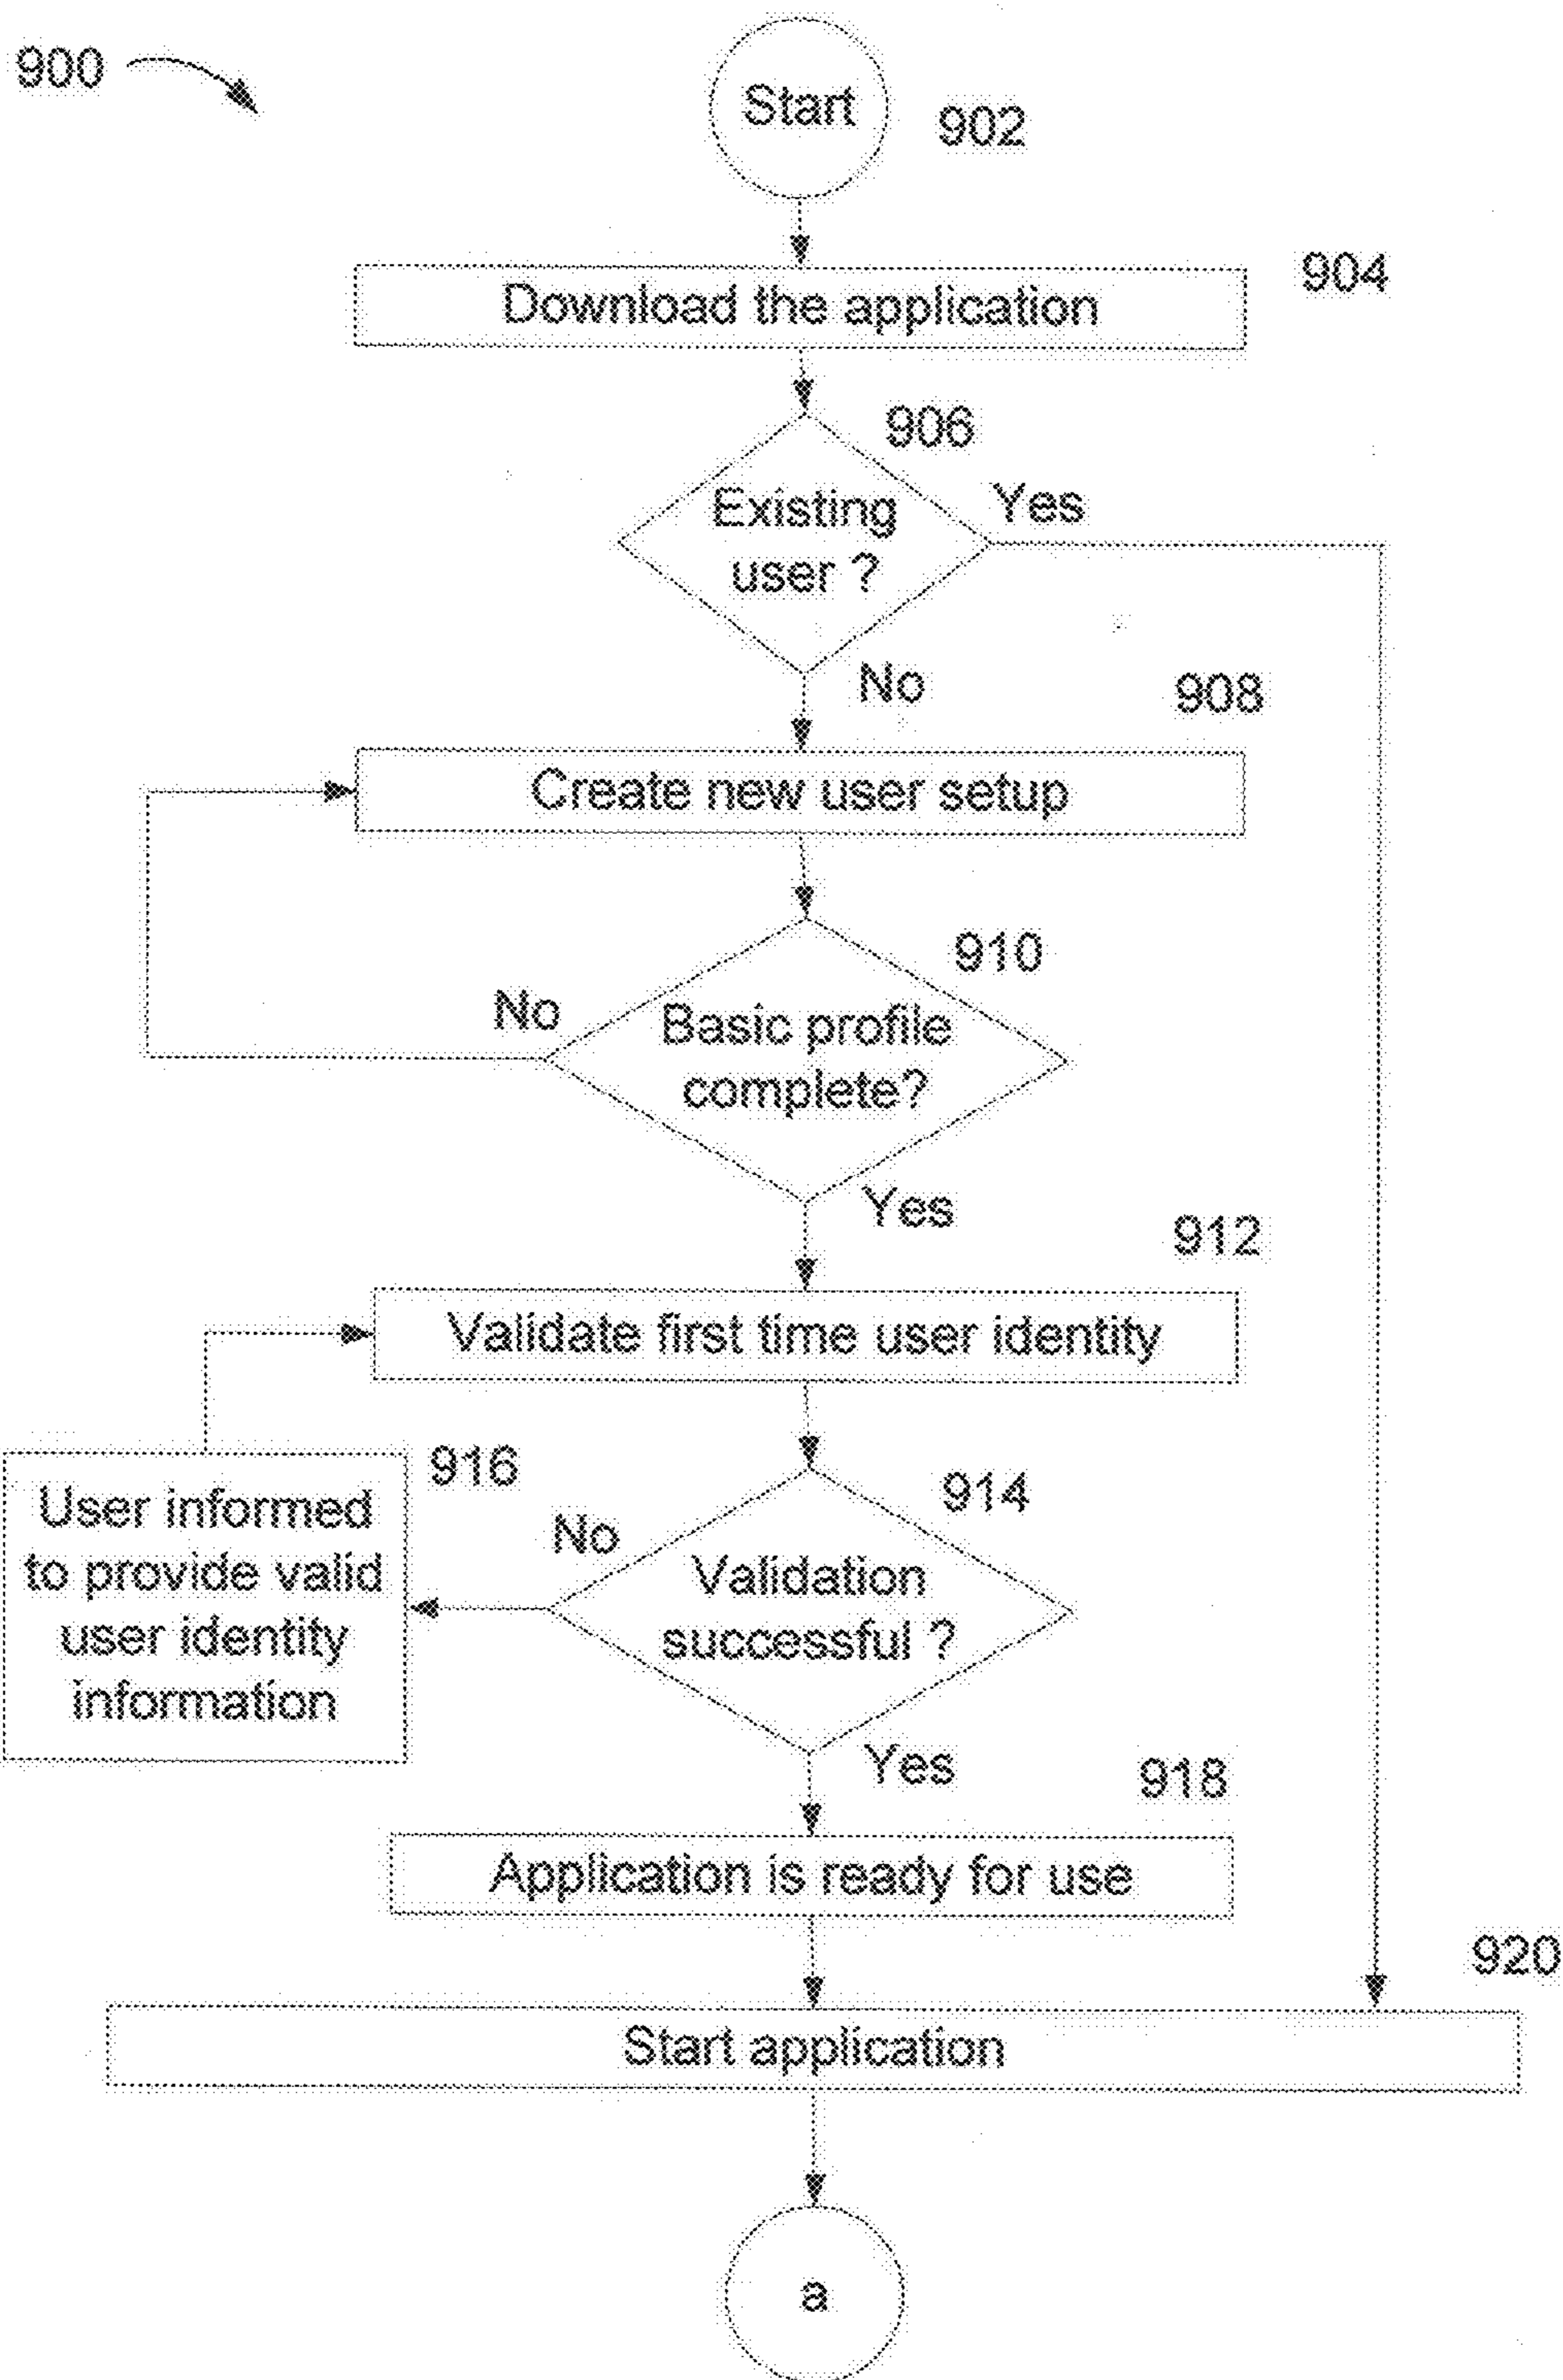 900
Start
902
904
Download the application
906
Existing
user ?
Yes
No
908
Create new user setup
910
No
Basic profile
complete?
Yes
912
Validate first time user identity
916
User informed
to provide valid
user identity
information
914
No
Validation
successful ?
Yes
918
Application is ready for use
920
Start application
a